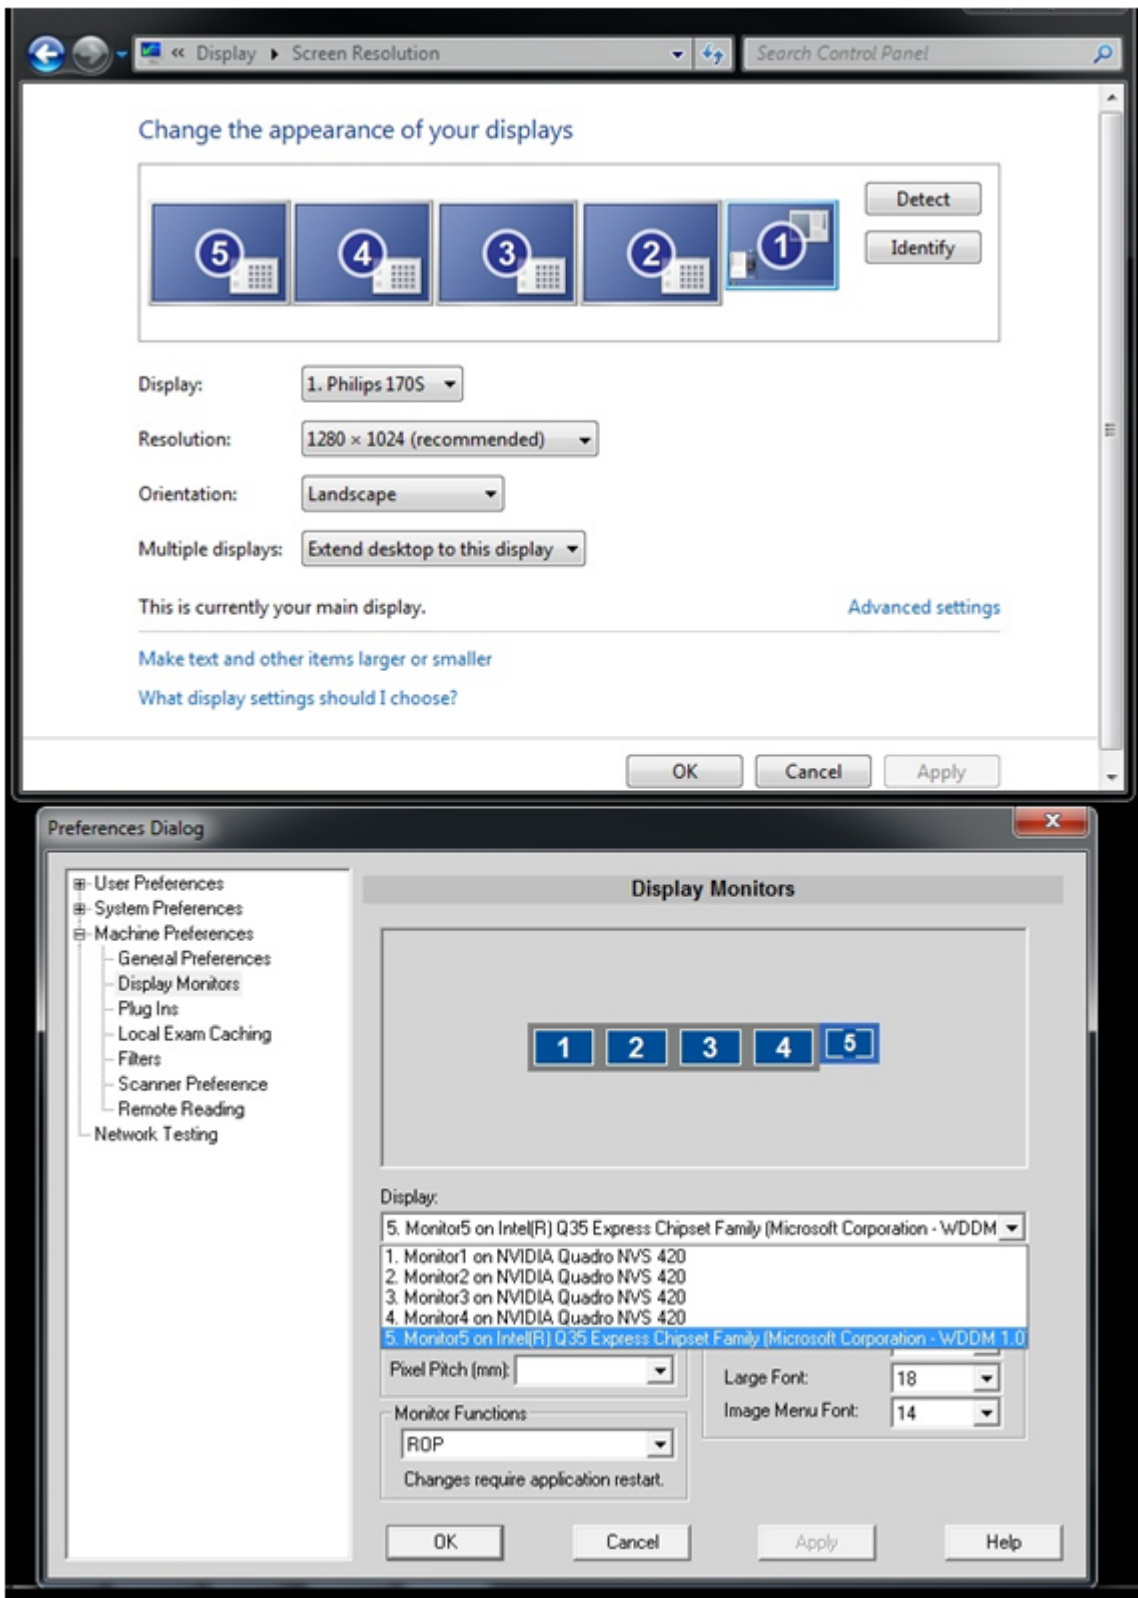 « Display ▸ Screen Resolution
Search Control Panel
Change the appearance of your displays
5 4 3 2 1
Detect
Identify
Display: 1. Philips 170S
Resolution: 1280 × 1024 (recommended)
Orientation: Landscape
Multiple displays: Extend desktop to this display
This is currently your main display. Advanced settings
Make text and other items larger or smaller
What display settings should I choose?
OK Cancel Apply
Preferences Dialog
User Preferences
System Preferences
Machine Preferences
General Preferences
Display Monitors
Plug Ins
Local Exam Caching
Filters
Scanner Preference
Remote Reading
Network Testing
Display Monitors
1 2 3 4 5
Display:
5. Monitor5 on Intel(R) Q35 Express Chipset Family (Microsoft Corporation - WDDM
1. Monitor1 on NVIDIA Quadro NVS 420
2. Monitor2 on NVIDIA Quadro NVS 420
3. Monitor3 on NVIDIA Quadro NVS 420
4. Monitor4 on NVIDIA Quadro NVS 420
5. Monitor5 on Intel(R) Q35 Express Chipset Family (Microsoft Corporation - WDDM 1.0
Pixel Pitch (mm):
Large Font: 18
Image Menu Font: 14
Monitor Functions
ROP
Changes require application restart.
OK Cancel Apply Help